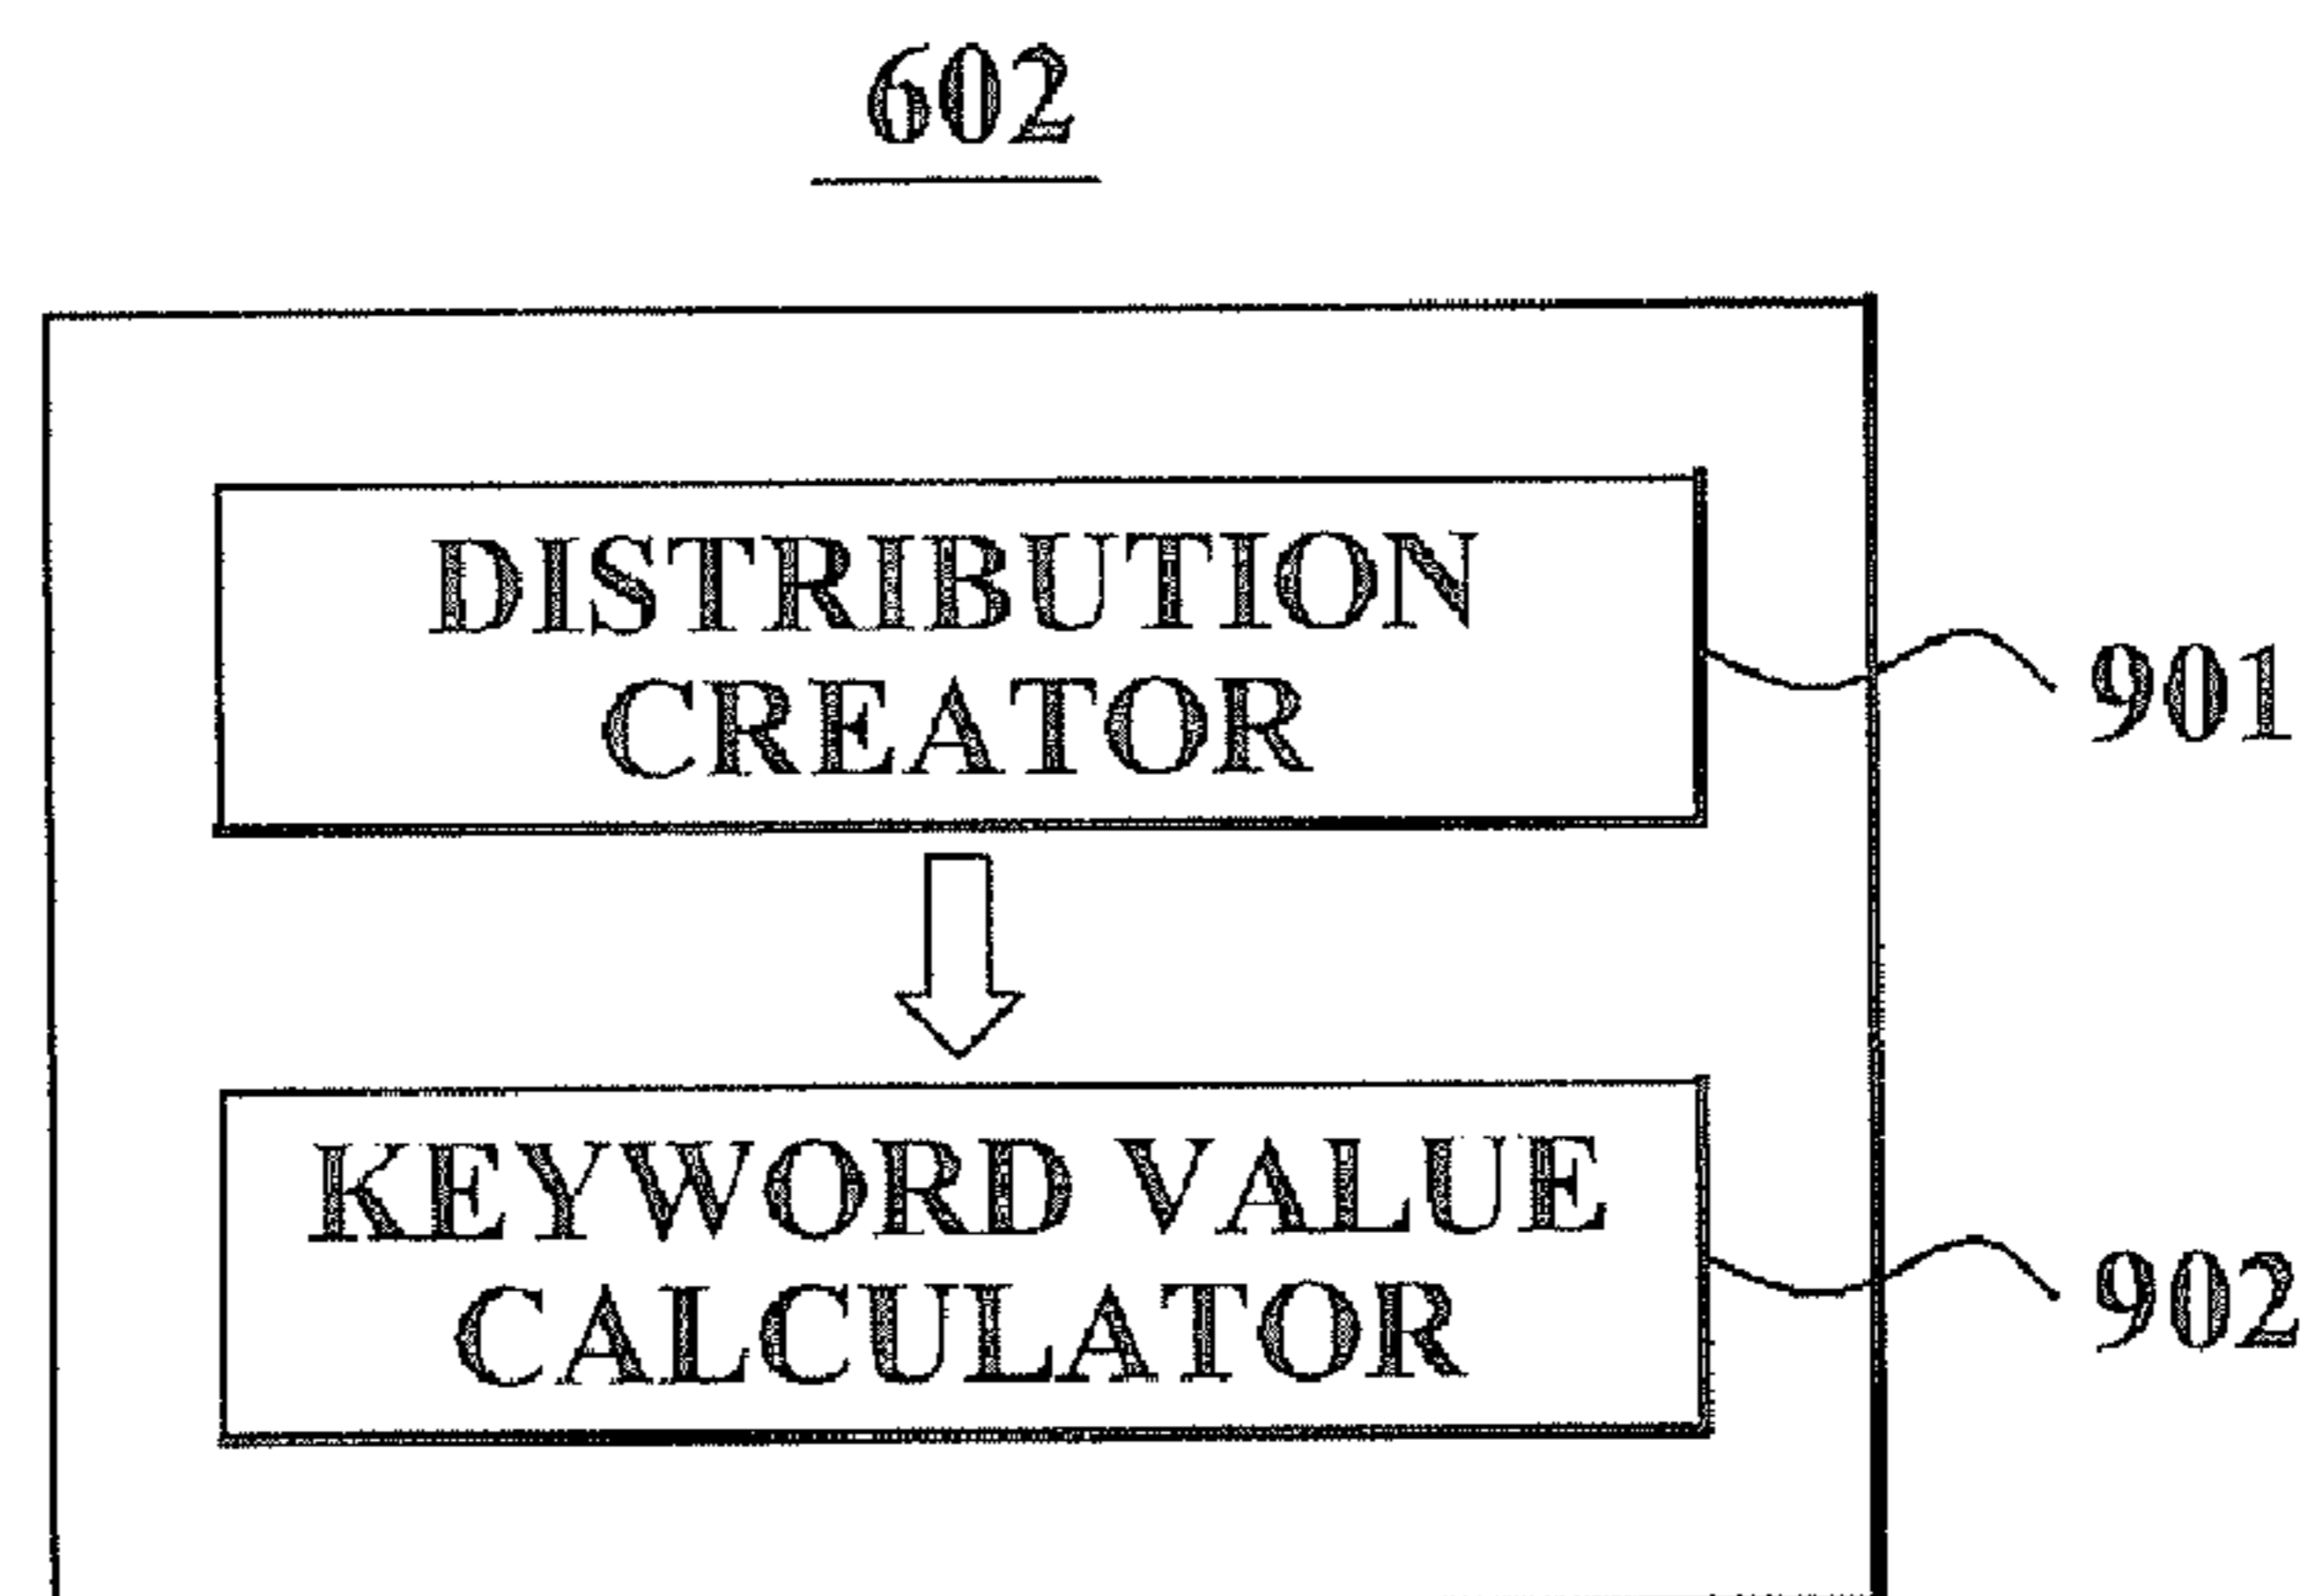 602
DISTRIBUTION
CREATOR
901
KEYWORD VALUE
CALCULATOR
902